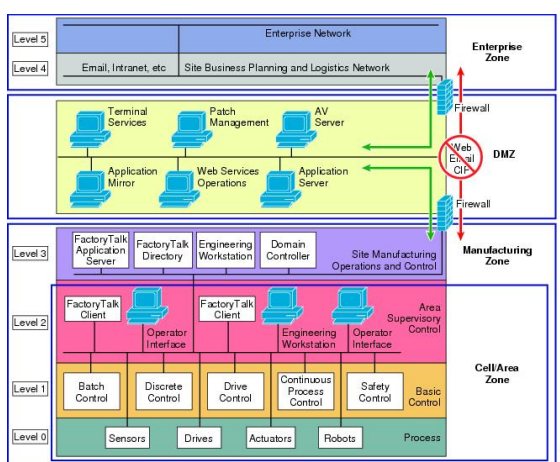 Level 5
Enterprise Network
Enterprise
Zone
Level 4
Email, Intranet, etc
Site Business Planning and Logistics Network
Firewall
Terminal
Services
Patch
Management
AV
Server
Web
Email
CIP
DMZ
Application
Mirror
Web Services
Operations
Application
Server
Firewall
Level 3
FactoryTalk
Application
Server
FactoryTalk
Directory
Engineering
Workstation
Domain
Controller
Site Manufacturing
Operations and Control
Manufacturing
Zone
Level 2
FactoryTalk
Client
Operator
Interface
FactoryTalk
Client
Engineering
Workstation
Operator
Interface
Area
Supervisory
Control
Cell/Area
Zone
Level 1
Batch
Control
Discrete
Control
Drive
Control
Continuous
Process
Control
Safety
Control
Basic
Control
Level 0
Sensors
Drives
Actuators
Robots
Process